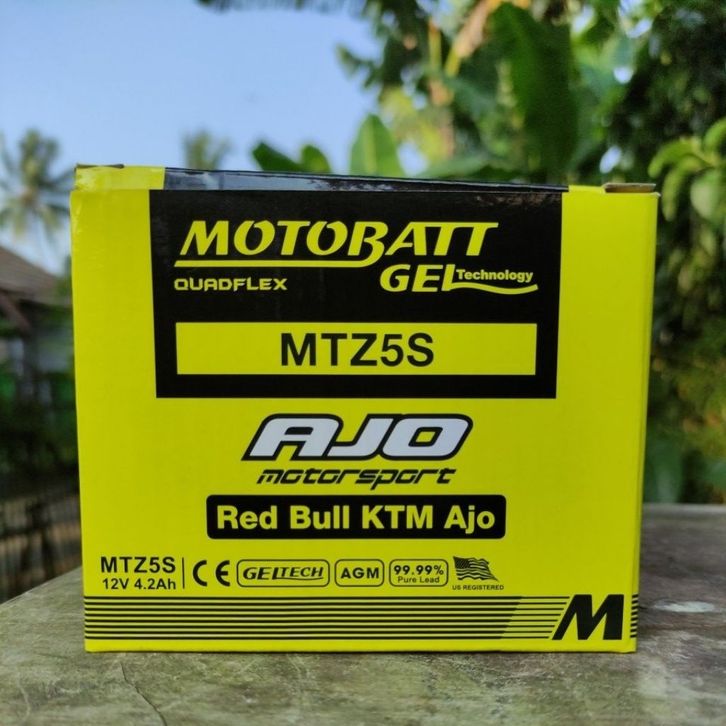 MOTOBATT
QUADFLEX GEL Technology
MTZ5S
AJO
motorsport
Red Bull KTM Ajo
MTZ5S
12V 4.2Ah
CE
GELTECH
AGM
99.99%
Pure Lead
US REGISTERED
M